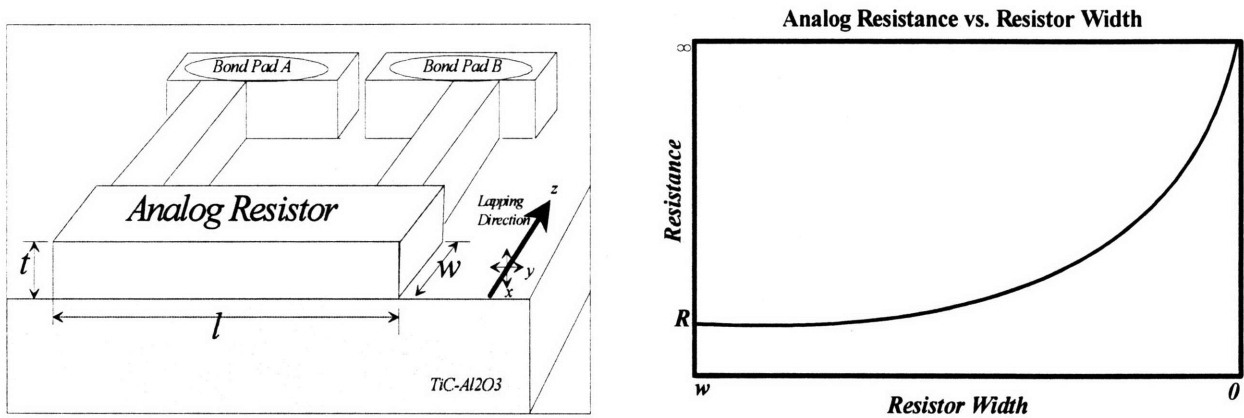 Bond Pad A
Bond Pad B
Analog Resistor
Lapping
Direction
z
y
x
t
w
l
TiC-Al2O3
Analog Resistance vs. Resistor Width
∞
Resistance
R
w
0
Resistor Width